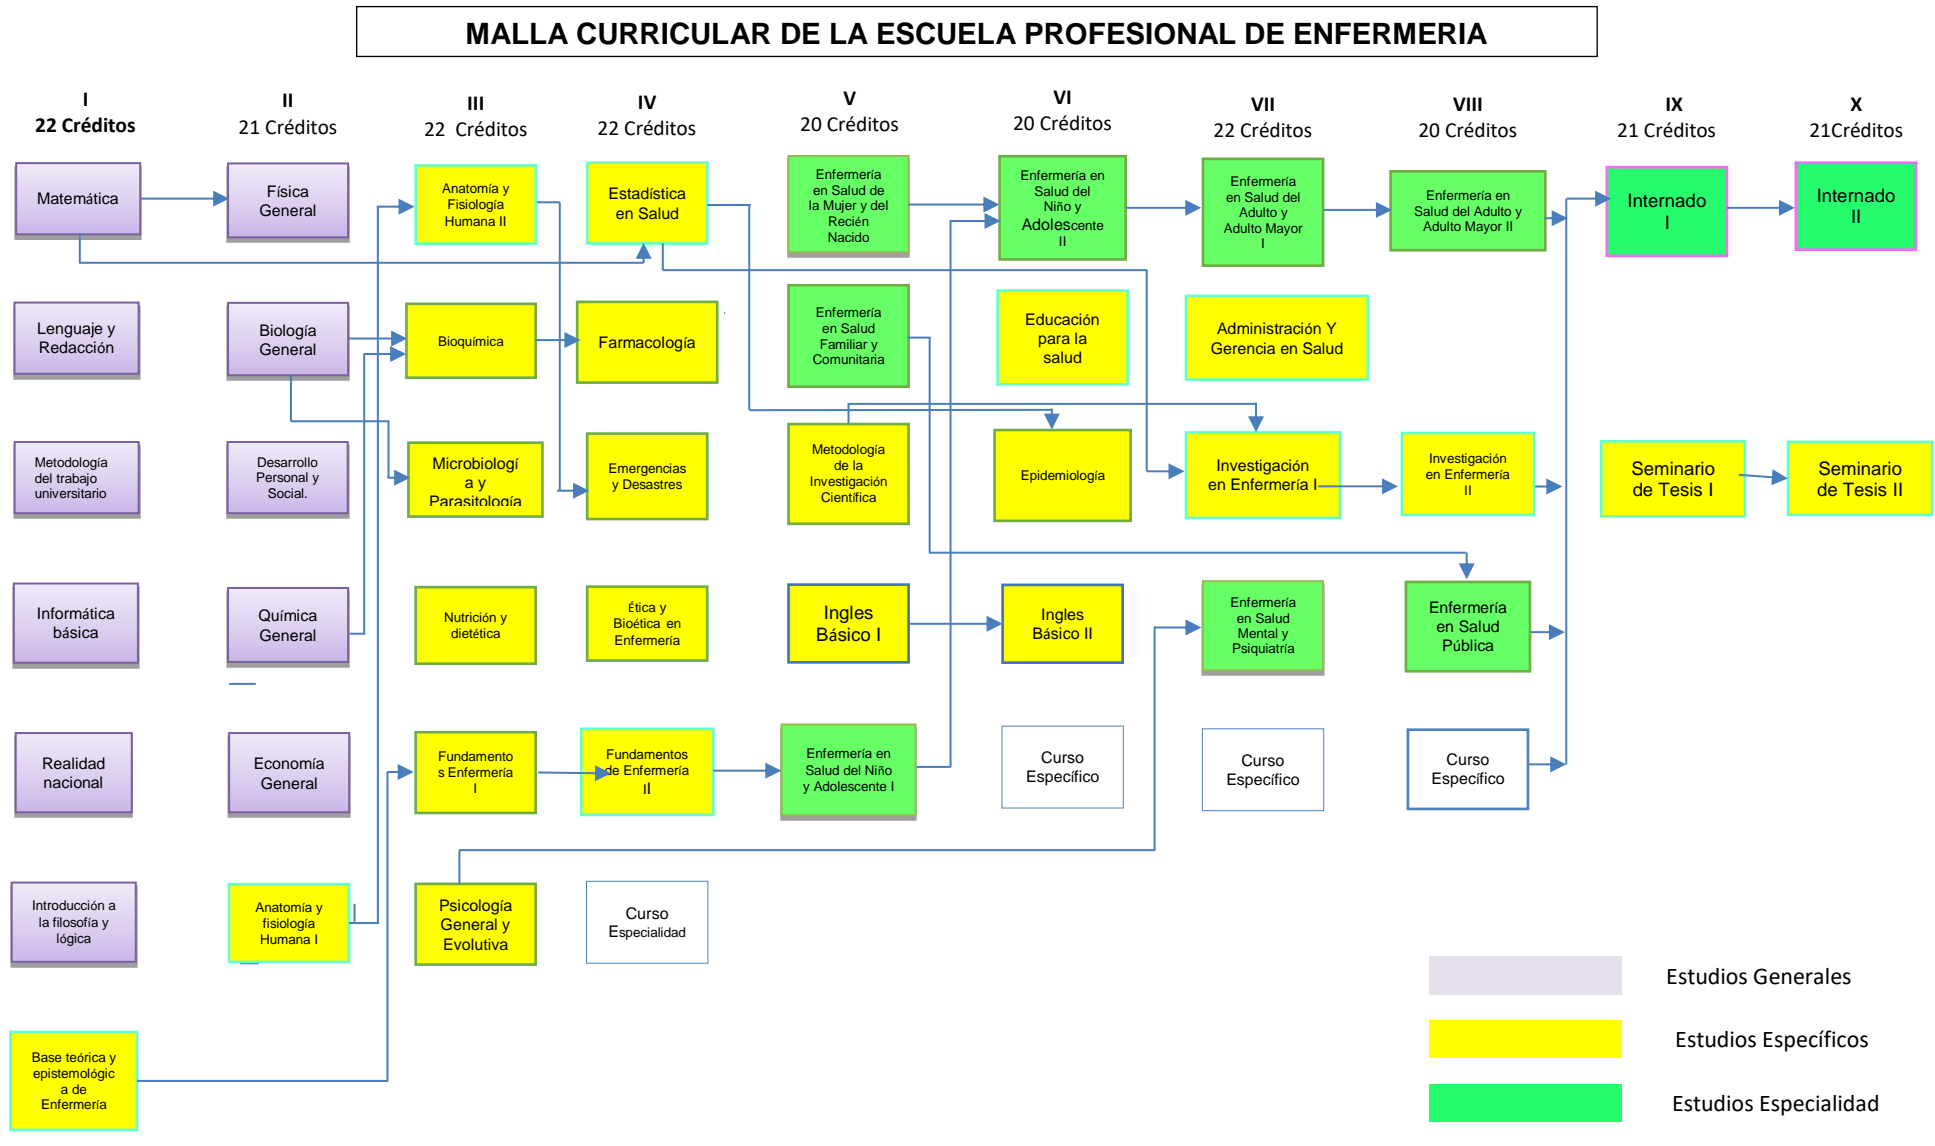 MALLA CURRICULAR DE LA ESCUELA PROFESIONAL DE ENFERMERIA
I
22 Créditos
II
21 Créditos
III
22 Créditos
IV
22 Créditos
V
20 Créditos
VI
20 Créditos
VII
22 Créditos
VIII
20 Créditos
IX
21 Créditos
X
21Créditos
Matemática
Física
General
Anatomía y
Fisiología
Humana II
Estadística
en Salud
Enfermería
en Salud de
la Mujer y del
Recién
Nacido
Enfermería en
Salud del
Niño y
Adolescente
II
Enfermería
en Salud del
Adulto y
Adulto Mayor
I
Enfermería en
Salud del Adulto y
Adulto Mayor II
Internado
I
Internado
II
Lenguaje y
Redacción
Biología
General
Bioquímica
Farmacología
Enfermería
en Salud
Familiar y
Comunitaria
Educación
para la
salud
Administración Y
Gerencia en Salud
Metodología
del trabajo
universitario
Desarrollo
Personal y
Social.
Microbiologí
a y
Parasitología
Emergencias
y Desastres
Metodología
de la
Investigación
Científica
Epidemiología
Investigación
en Enfermería I
Investigación
en Enfermería
II
Seminario
de Tesis I
Seminario
de Tesis II
Informática
básica
Química
General
Nutrición y
dietética
Ética y
Bioética en
Enfermería
Ingles
Básico I
Ingles
Básico II
Enfermería
en Salud
Mental y
Psiquiatría
Enfermería
en Salud
Pública
Realidad
nacional
Economía
General
Fundamento
s Enfermería
I
Fundamentos
de Enfermería
II
Enfermería en
Salud del Niño
y Adolescente I
Curso
Específico
Curso
Específico
Curso
Específico
Introducción a
la filosofía y
lógica
Anatomía y
fisiología
Humana I
Psicología
General y
Evolutiva
Curso
Especialidad
Base teórica y
epistemológic
a de
Enfermería
Estudios Generales
Estudios Específicos
Estudios Especialidad